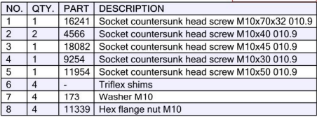 NO. QTY. PART DESCRIPTION
1 1 16241 Socket countersunk head screw M10x70x32 010.9
2 2 4566 Socket countersunk head screw M10x40 010.9
3 1 18082 Socket countersunk head screw M10x45 010.9
4 1 9254 Socket countersunk head screw M10x30 010.9
5 1 11954 Socket countersunk head screw M10x50 010.9
6 4 - Tiflex shims
7 4 173 Washer M10
8 4 11339 Hex flange nut M10